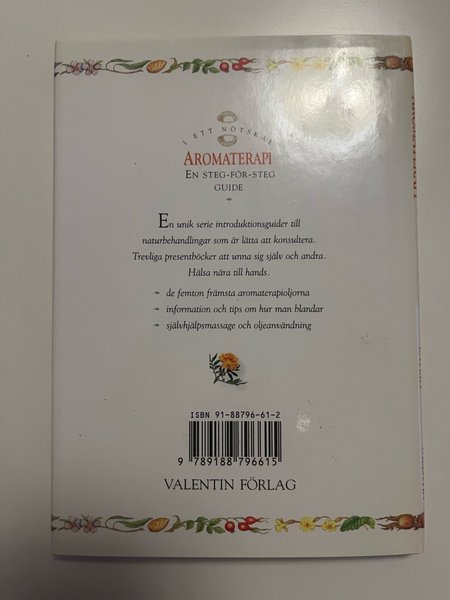 I ETT NÖTSKAL
AROMATERAPI
EN STEG-FÖR-STEG
GUIDE
En unik serie introduktionsguider till
naturbehandlingar som är lätta att konsultera.
Trevliga presentböcker att unna sig själv och andra.
Hälsa nära till hands.
de femton främsta aromaterapioljorna
information och tips om hur man blandar
självhjälpsmassage och oljeanvändning
ISBN 91-88796-61-2
9 789188 796615
VALENTIN FÖRLAG